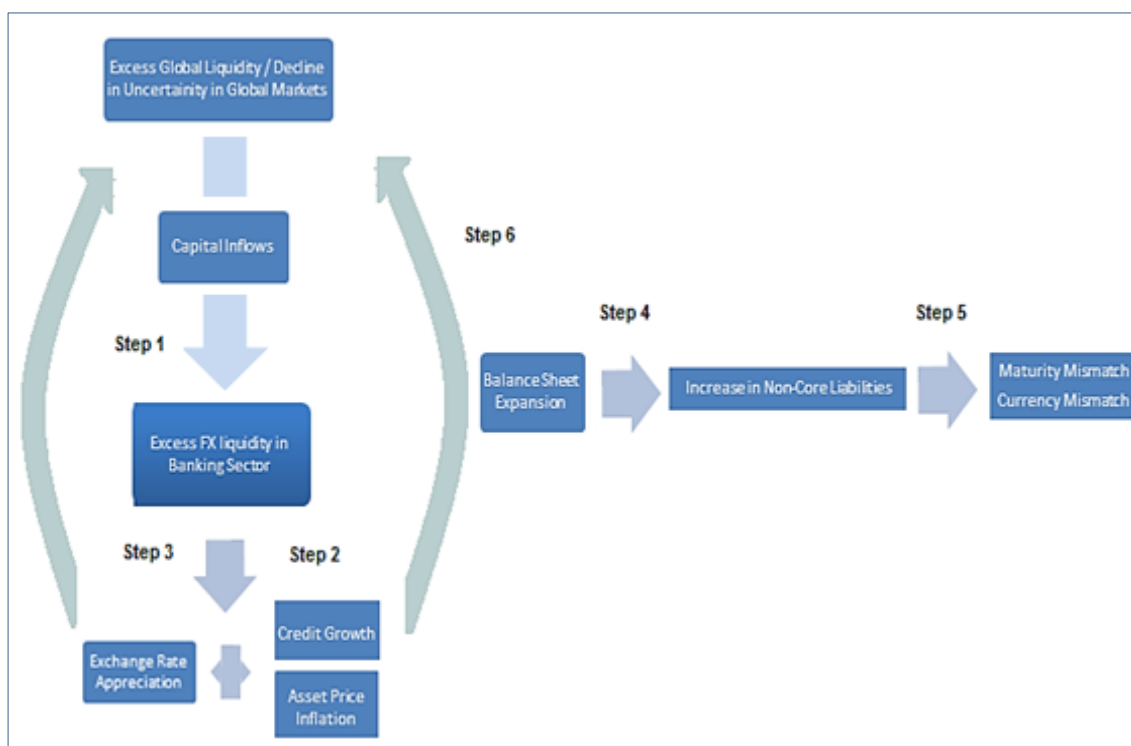 Excess Global Liquidity / Decline
in Uncertainity in Global Markets
Capital Inflows
Step 6
Step 1
Step 4
Step 5
Balance Sheet
Expansion
Increase in Non-Core Liabilities
Maturity Mismatch
Currency Mismatch
Excess FX liquidity in
Banking Sector
Step 3
Step 2
Credit Growth
Exchange Rate
Appreciation
Asset Price
Inflation